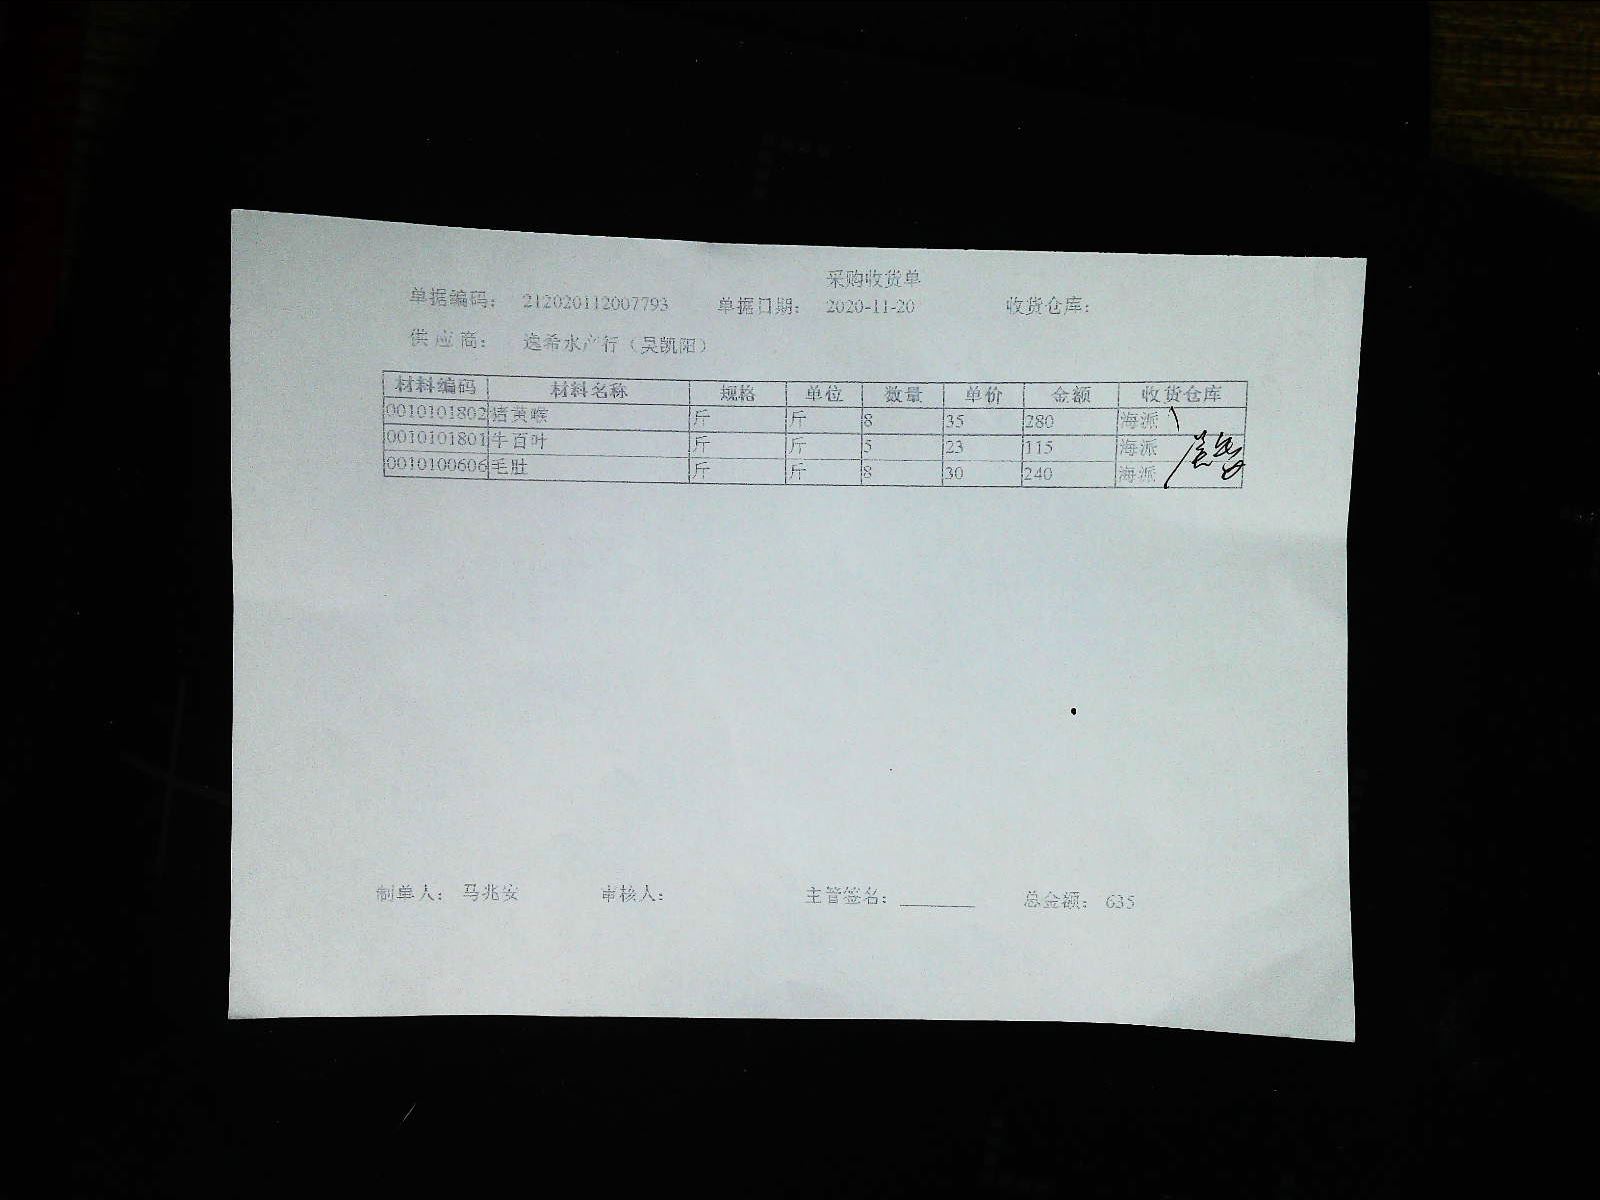 采购收货单
单据编码： 212020112007793 单据日期： 2020-11-20 收货仓库：
供 应 商： 逸希水产行（吴凯阳）
材料编码 材料名称 规格 单位 数量 单价 金额 收货仓库
0010101802 猪黄喉 斤 斤 8 35 280 海派
0010101801 牛百叶 斤 斤 5 23 115 海派
0010100606 毛肚 斤 斤 8 30 240 海派
制单人： 马兆安 审核人： 主管签名： 总金额： 635